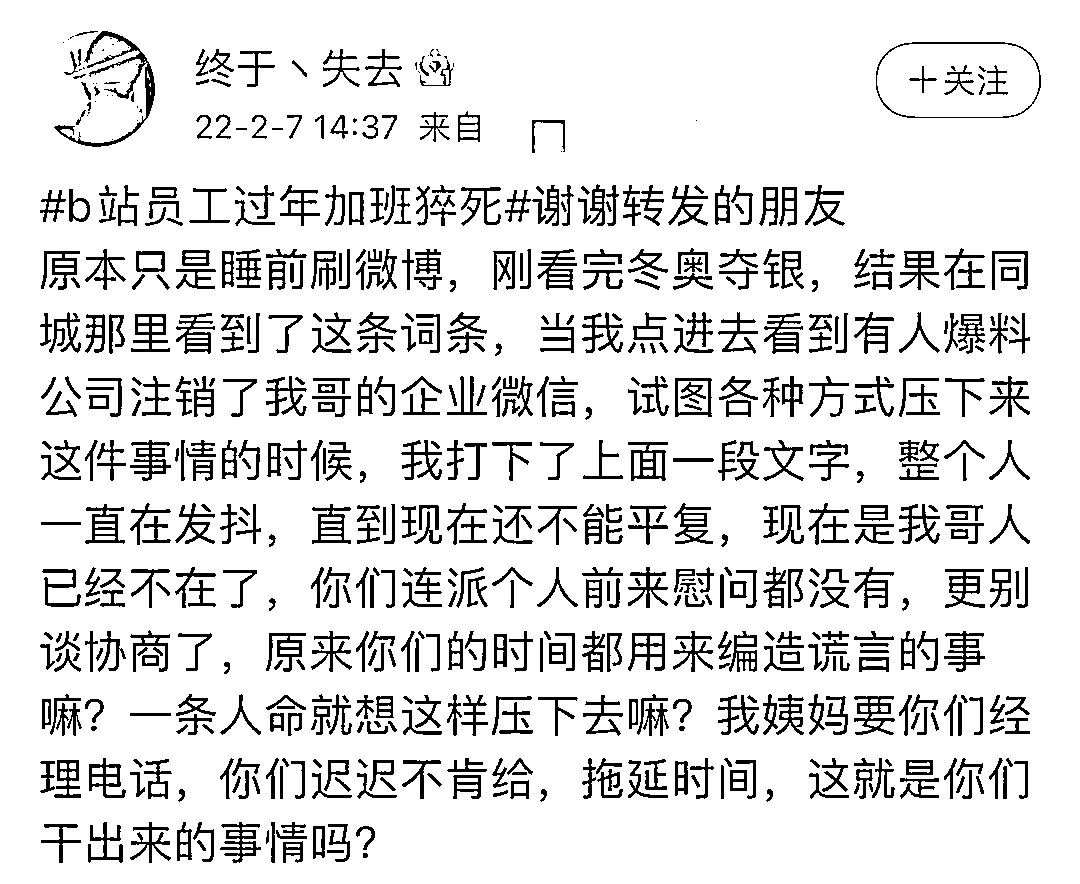 终于丶失去
22-2-7 14:37 来自
+关注
#b站员工过年加班猝死#谢谢转发的朋友
原本只是睡前刷微博，刚看完冬奥夺银，结果在同
城那里看到了这条词条，当我点进去看到有人爆料
公司注销了我哥的企业微信，试图各种方式压下来
这件事情的时候，我打下了上面一段文字，整个人
一直在发抖，直到现在还不能平复，现在是我哥人
已经不在了，你们连派个人前来慰问都没有，更别
谈协商了，原来你们的时间都用来编造谎言的事
嘛？一条人命就想这样压下去嘛？我姨妈要你们经
理电话，你们迟迟不肯给，拖延时间，这就是你们
干出来的事情吗？